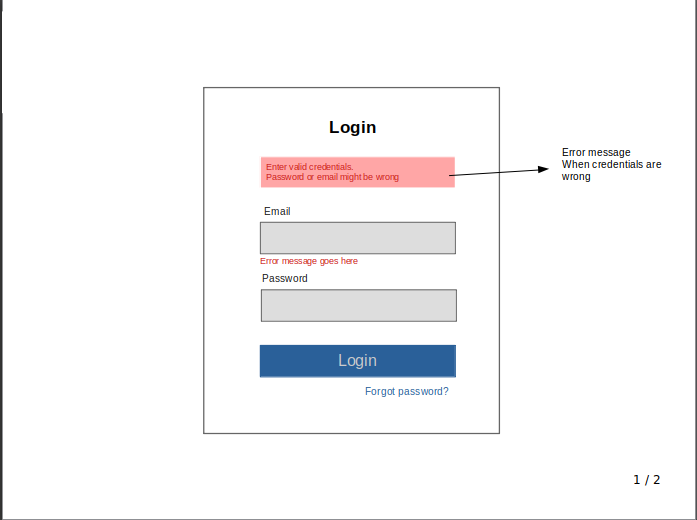 Login
Enter valid credentials.
Password or email might be wrong
Error message
When credentials are
wrong
Email
Error message goes here
Password
Login
Forgot password?
1 / 2